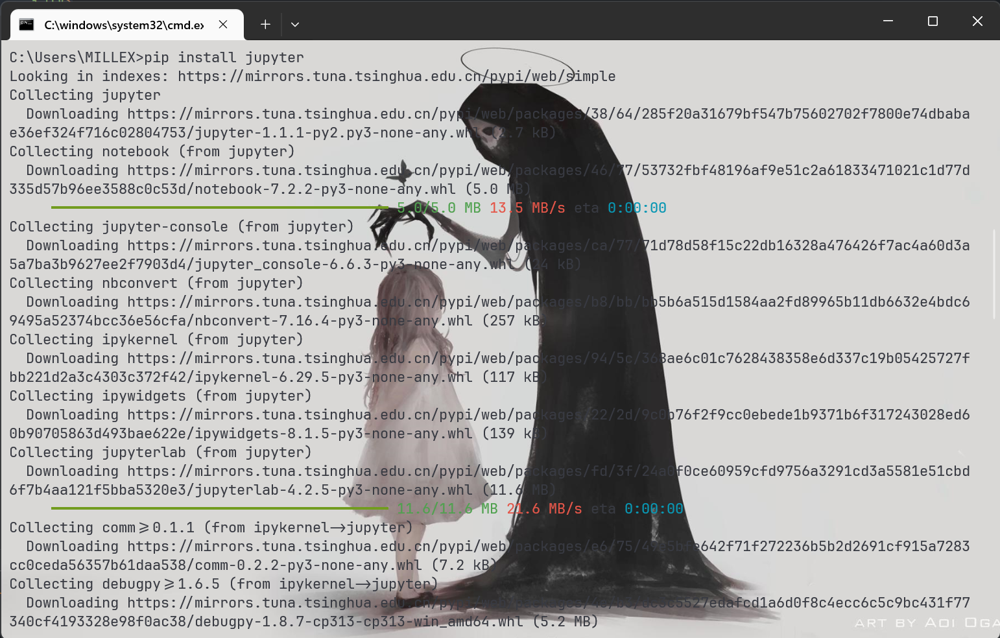 C:\windows\system32\cmd.ex
C:\Users\MILLEX>pip install jupyter
Looking in indexes: https://mirrors.tuna.tsinghua.edu.cn/pypi/web/simple
Collecting jupyter
Downloading https://mirrors.tuna.tsinghua.edu.cn/pypi/web/packages/38/64/285f20a31679bf547b75602702f7800e74dbaba
e36ef324f716c02804753/jupyter-1.1.1-py2.py3-none-any.whl (2.7 kB)
Collecting notebook (from jupyter)
Downloading https://mirrors.tuna.tsinghua.edu.cn/pypi/web/packages/46/77/53732fbf48196af9e51c2a61833471021c1d77d
335d57b96ee3588c0c53d/notebook-7.2.2-py3-none-any.whl (5.0 MB)
5.0/5.0 MB 13.5 MB/s eta 0:00:00
Collecting jupyter-console (from jupyter)
Downloading https://mirrors.tuna.tsinghua.edu.cn/pypi/web/packages/ca/77/71d78d58f15c22db16328a476426f7ac4a60d3a
5a7ba3b9627ee2f7903d4/jupyter_console-6.6.3-py3-none-any.whl (24 kB)
Collecting nbconvert (from jupyter)
Downloading https://mirrors.tuna.tsinghua.edu.cn/pypi/web/packages/b8/bb/bb5b6a515d1584aa2fd89965b11db6632e4bdc6
9495a52374bcc36e56cfa/nbconvert-7.16.4-py3-none-any.whl (257 kB)
Collecting ipykernel (from jupyter)
Downloading https://mirrors.tuna.tsinghua.edu.cn/pypi/web/packages/94/5c/368ae6c01c7628438358e6d337c19b05425727f
bb221d2a3c4303c372f42/ipykernel-6.29.5-py3-none-any.whl (117 kB)
Collecting ipywidgets (from jupyter)
Downloading https://mirrors.tuna.tsinghua.edu.cn/pypi/web/packages/22/2d/9c0b76f2f9cc0ebede1b9371b6f317243028ed6
0b90705863d493bae622e/ipywidgets-8.1.5-py3-none-any.whl (139 kB)
Collecting jupyterlab (from jupyter)
Downloading https://mirrors.tuna.tsinghua.edu.cn/pypi/web/packages/fd/3f/24a0f0ce60959cfd9756a3291cd3a5581e51cbd
6f7b4aa121f5bba5320e3/jupyterlab-4.2.5-py3-none-any.whl (11.6 MB)
11.6/11.6 MB 21.6 MB/s eta 0:00:00
Collecting comm>=0.1.1 (from ipykernel->jupyter)
Downloading https://mirrors.tuna.tsinghua.edu.cn/pypi/web/packages/e6/75/49e5bfe642f71f272236b5b2d2691cf915a7283
cc0ceda56357b61daa538/comm-0.2.2-py3-none-any.whl (7.2 kB)
Collecting debugpy>=1.6.5 (from ipykernel->jupyter)
Downloading
340cf4193328e98f0ac38/debugpy-1.8.7-cp313-cp313-win_amd64.whl (5.2 MB)
ART BY AOI OGA